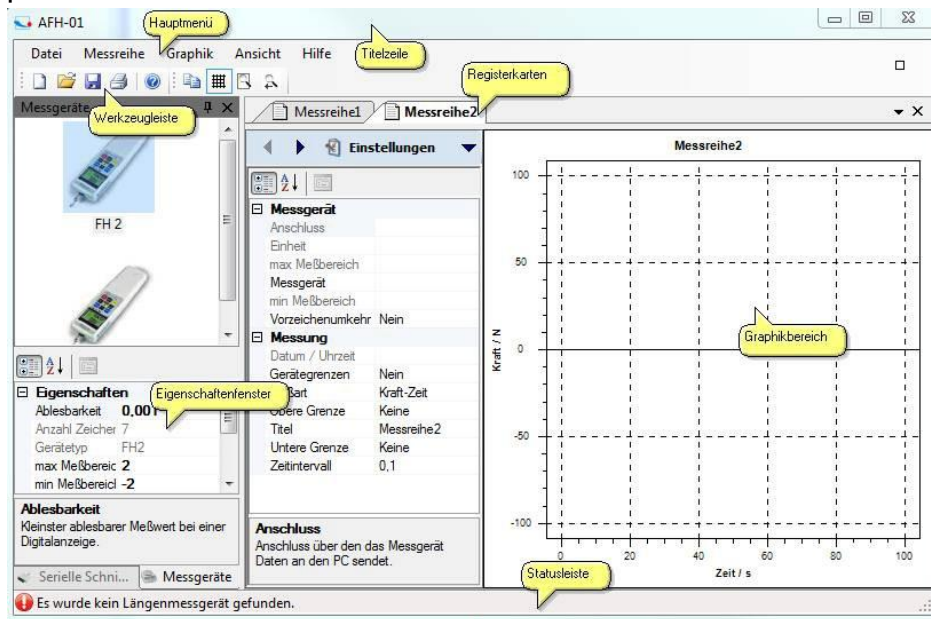 AFH-01
Hauptmenü
Titelzeile
Datei Messreihe Graphik Ansicht Hilfe
Registerkarten
Messgeräte
Werkzeugleiste
FH 2
Eigenschaften
Eigenschaftenfenster
Ablesbarkeit 0,001
Anzahl Zeicher 7
Gerätetyp FH2
max Meßbereic 2
min Meßbereicl -2
Ablesbarkeit
Kleinster ablesbarer Meßwert bei einer
Digitalanzeige.
Serielle Schni... Messgeräte
Messreihe1 Messreihe2
Einstellungen
Messgerät
Anschluss
Einheit
max Meßbereich
Messgerät
min Meßbereich
Vorzeichenumkehr Nein
Messung
Datum / Uhrzeit
Gerätegrenzen Nein
Kraft-Zeit
Obere Grenze Keine
Titel Messreihe2
Untere Grenze Keine
Zeitintervall 0,1
Anschluss
Anschluss über den das Messgerät
Daten an den PC sendet.
Messreihe2
100
50
0
-50
-100
Kraft / N
Graphikbereich
0 20 40 60 80 100
Zeit / s
Statusleiste
Es wurde kein Längenmessgerät gefunden.